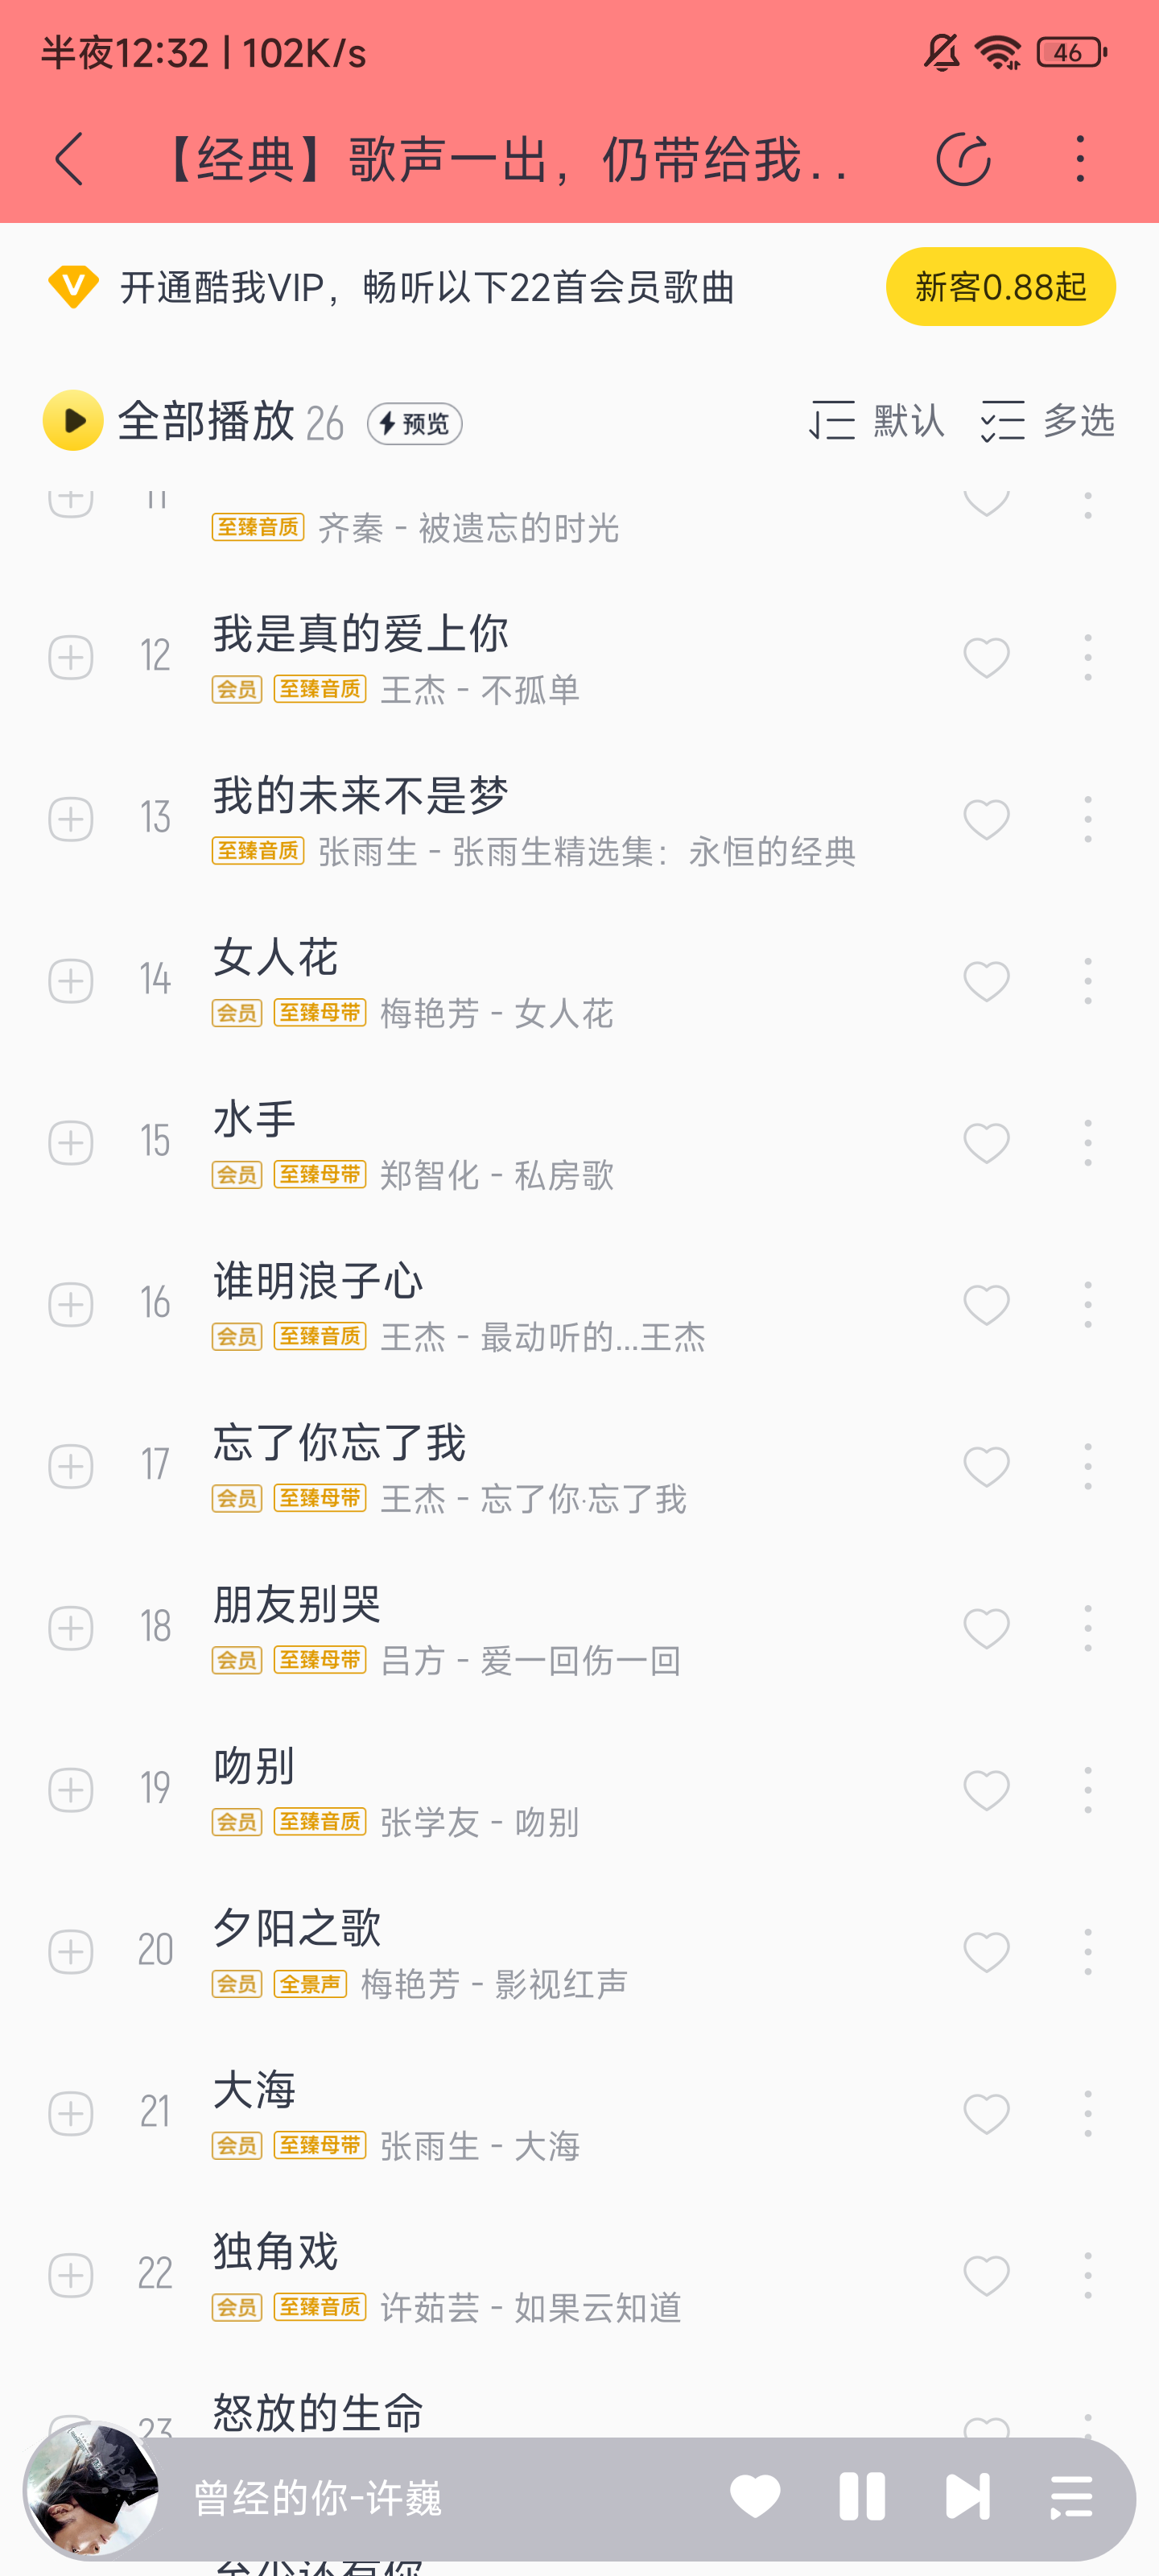 半夜12:32 | 102K/s
46
【经典】歌声一出，仍带给我..
开通酷我VIP，畅听以下22首会员歌曲
新客0.88起
全部播放 26 预览
默认 多选
11
至臻音质 齐秦 - 被遗忘的时光
12 我是真的爱上你
会员 至臻音质 王杰 - 不孤单
13 我的未来不是梦
至臻音质 张雨生 - 张雨生精选集：永恒的经典
14 女人花
会员 至臻母带 梅艳芳 - 女人花
15 水手
会员 至臻母带 郑智化 - 私房歌
16 谁明浪子心
会员 至臻音质 王杰 - 最动听的...王杰
17 忘了你忘了我
会员 至臻母带 王杰 - 忘了你·忘了我
18 朋友别哭
会员 至臻母带 吕方 - 爱一回伤一回
19 吻别
会员 至臻音质 张学友 - 吻别
20 夕阳之歌
会员 全景声 梅艳芳 - 影视红声
21 大海
会员 至臻母带 张雨生 - 大海
22 独角戏
会员 至臻音质 许茹芸 - 如果云知道
23 怒放的生命
曾经的你-许巍
至少还有你